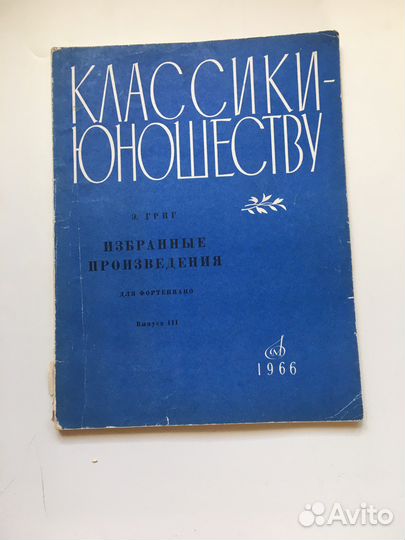 КЛАССИКИ-
ЮНОШЕСТВУ
Э. ГРИГ
ИЗБРАННЫЕ
ПРОИЗВЕДЕНИЯ
ДЛЯ ФОРТЕПИАНО
Выпуск III
1966
Avito